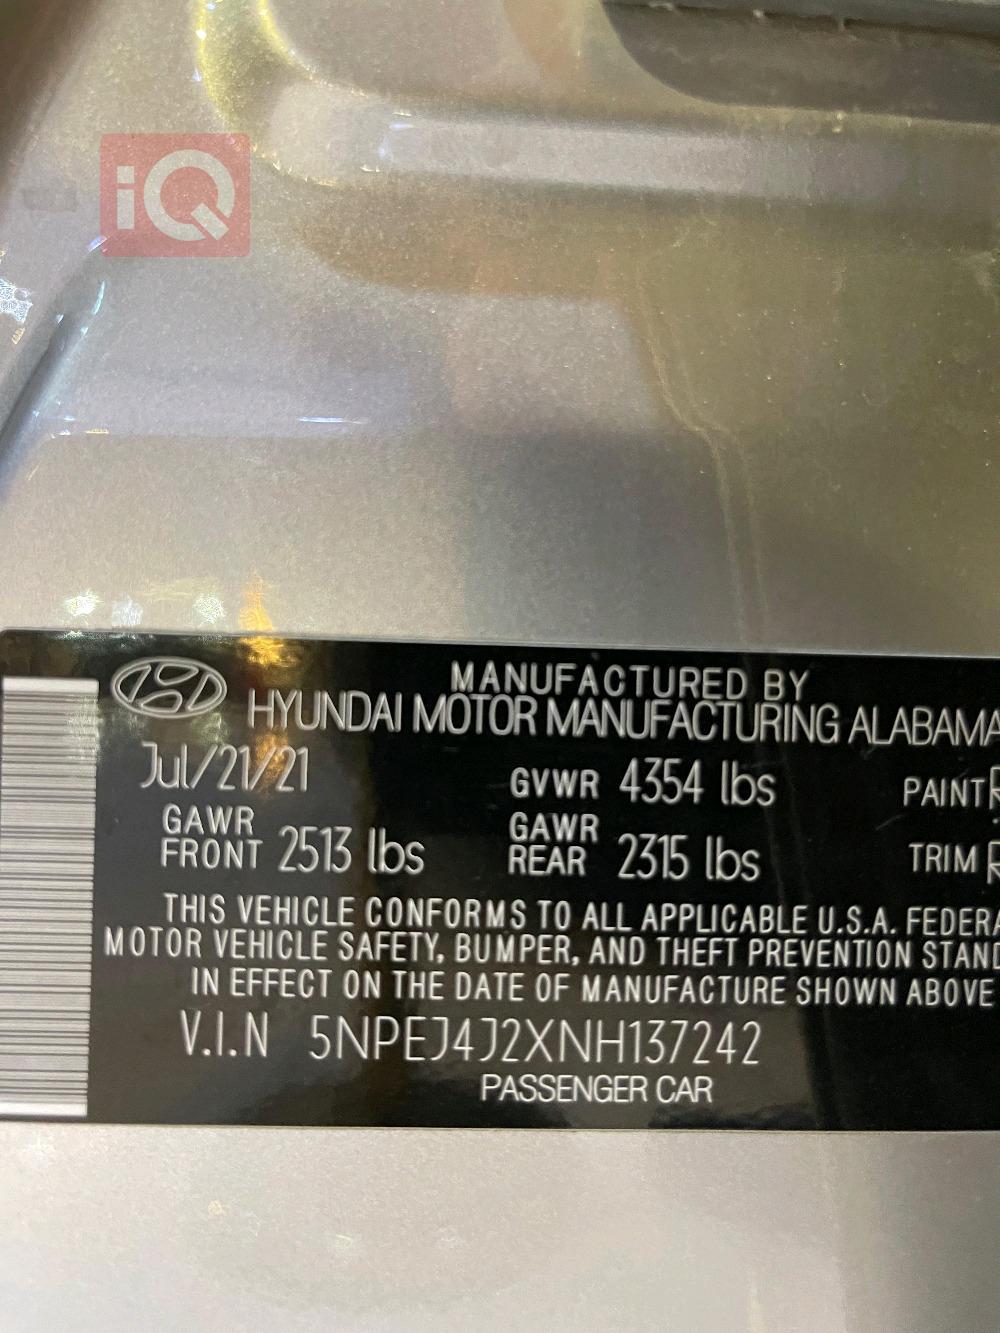 iQ
MANUFACTURED BY
HYUNDAI MOTOR MANUFACTURING ALABAMA
Jul/21/21 GVWR 4354 lbs PAINT
GAWR FRONT 2513 lbs GAWR REAR 2315 lbs TRIM
THIS VEHICLE CONFORMS TO ALL APPLICABLE U.S.A. FEDERA
MOTOR VEHICLE SAFETY, BUMPER, AND THEFT PREVENTION STAND
IN EFFECT ON THE DATE OF MANUFACTURE SHOWN ABOVE
V.I.N 5NPEJ4J2XNH137242
PASSENGER CAR